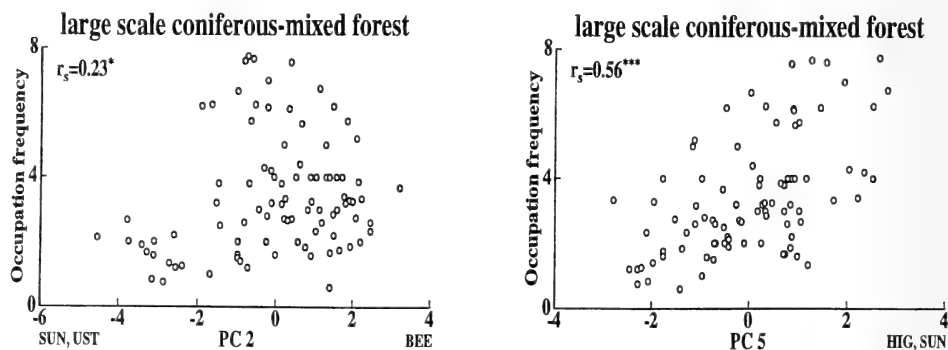 large scale coniferous-mixed forest
r_s=0.23*
Occupation frequency
8
4
0
-6 -4 -2 0 2 4
SUN, UST PC 2 BEE
large scale coniferous-mixed forest
r_s=0.56***
Occupation frequency
8
4
0
-4 -2 0 2 4
PC 5 HIG, SUN